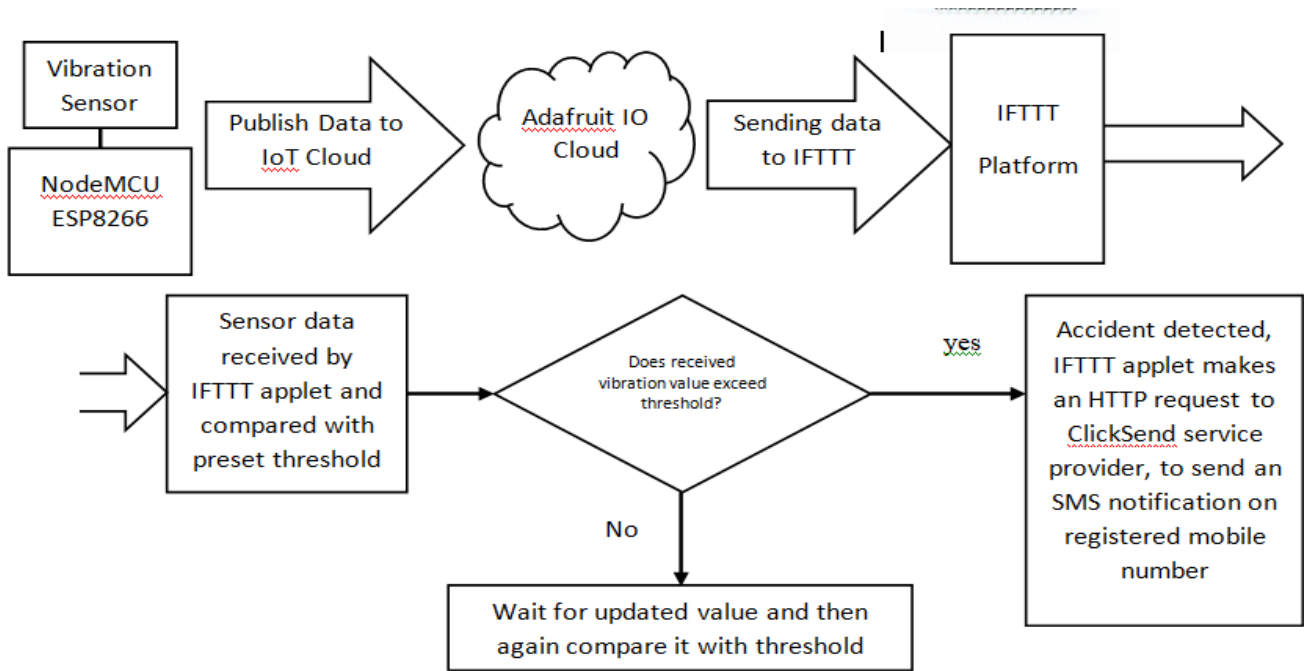 Vibration
Sensor
NodeMCU
ESP8266
Publish Data to
IoT Cloud
Adafruit IO
Cloud
Sending data
to IFTTT
IFTTT
Platform
Sensor data
received by
IFTTT applet and
compared with
preset threshold
Does received
vibration value exceed
threshold?
yes
No
Accident detected,
IFTTT applet makes
an HTTP request to
ClickSend service
provider, to send an
SMS notification on
registered mobile
number
Wait for updated value and then
again compare it with threshold